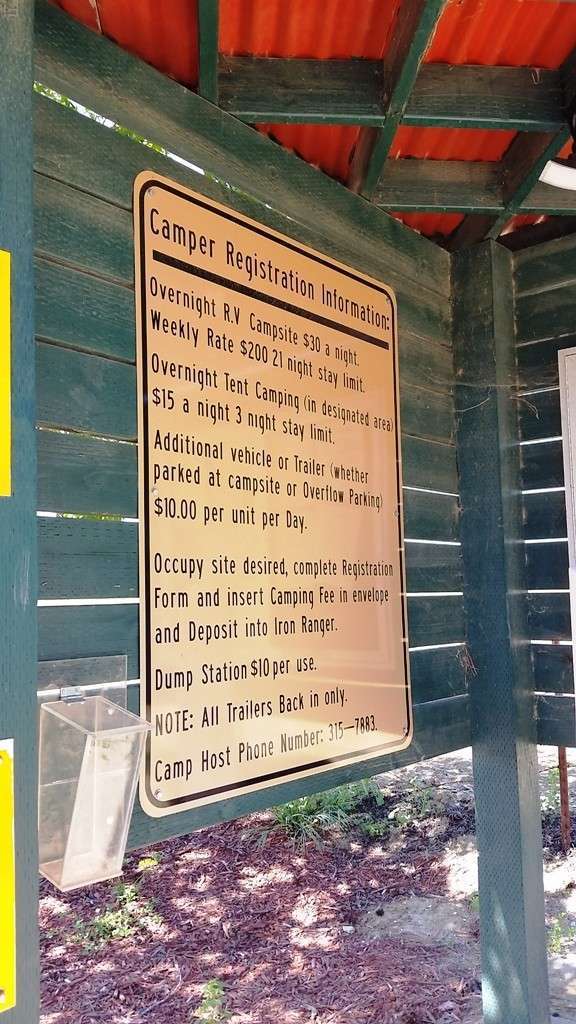 Camper Registration Information:
Overnight R.V Campsite $30 a night.
Weekly Rate $200 21 night stay limit.
Overnight Tent Camping (in designated area)
$15 a night 3 night stay limit.
Additional vehicle or Trailer (whether
parked at campsite or Overflow Parking)
$10.00 per unit per Day.
Occupy site desired, complete Registration
Form and insert Camping Fee in envelope
and Deposit into Iron Ranger.
Dump Station $10 per use.
NOTE: All Trailers Back in only.
Camp Host Phone Number: 315-7883.